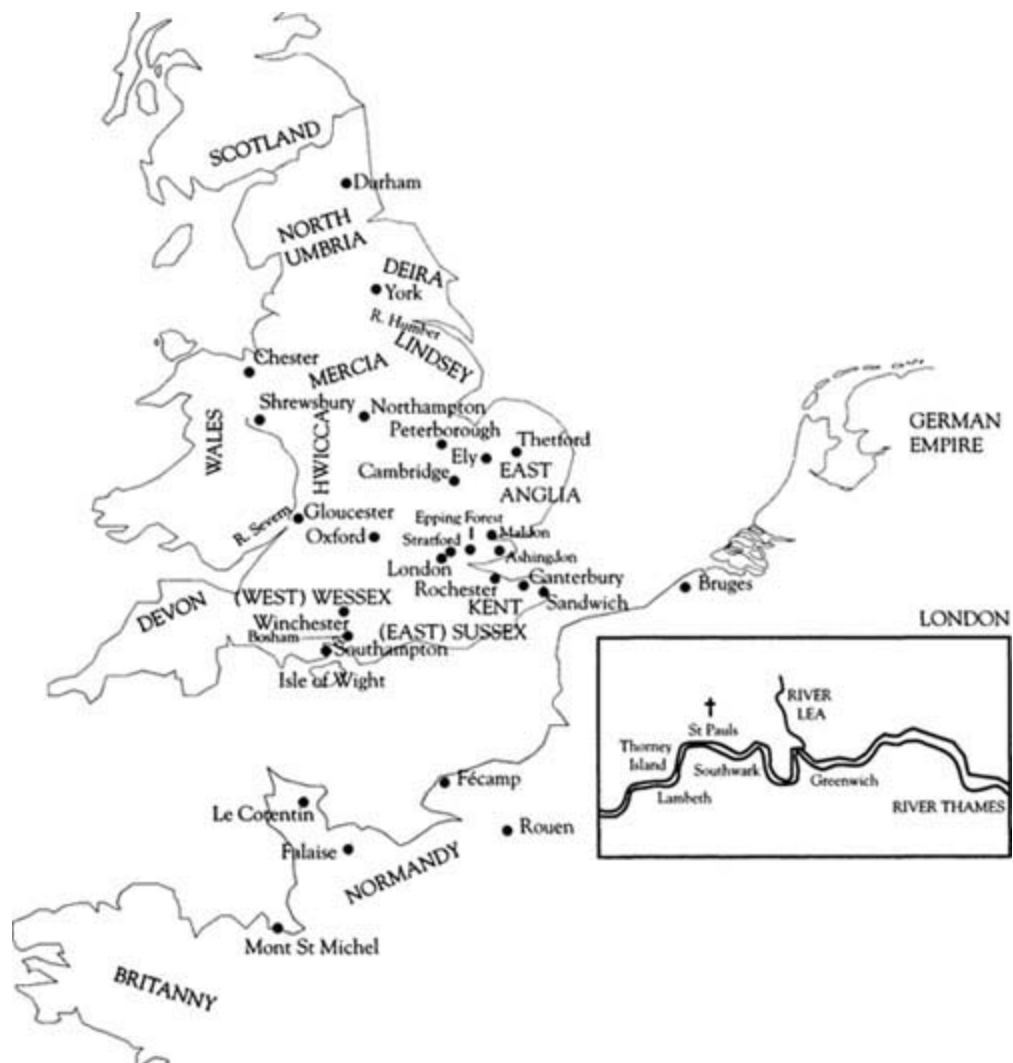 SCOTLAND
Durham
NORTH
UMBRIA
DEIRA
York
R. Humber
LINDSEY
Chester
MERCIA
Shrewsbury
Northampton
WALES
HWICCA
Peterborough
Thetford
Ely
Cambridge
EAST
ANGLIA
GERMAN
EMPIRE
R. Severn
Gloucester
Oxford
Epping Forest
Stratford
Maldon
Ashingdon
London
Rochester
Canterbury
KENT
Sandwich
Bruges
DEVON
(WEST) WESSEX
Winchester
Bosham
(EAST) SUSSEX
Southampton
Isle of Wight
LONDON
RIVER
LEA
St Pauls
Thorney
Island
Southwark
Greenwich
Lambeth
RIVER THAMES
Fécamp
Le Corentin
Rouen
Falaise
NORMANDY
Mont St Michel
BRITANNY